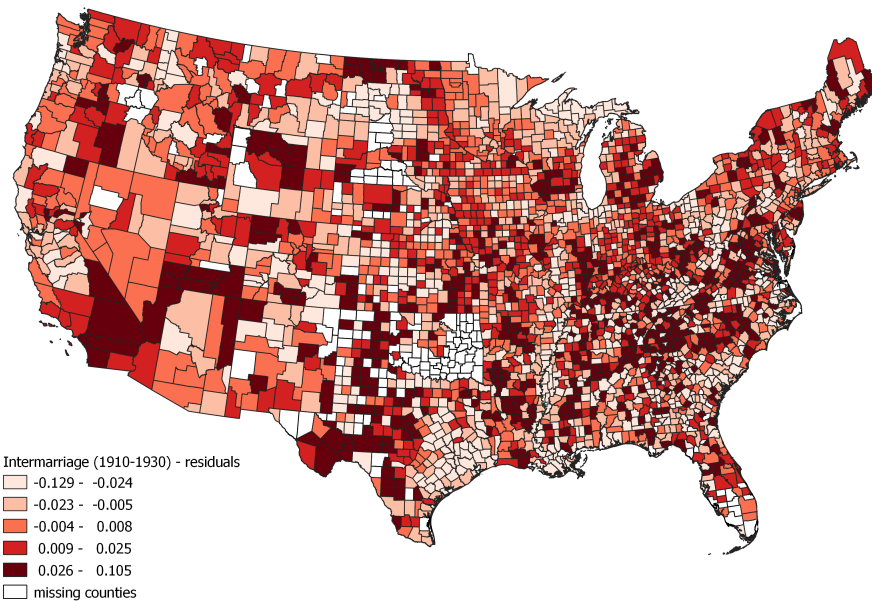 Intermarriage (1910-1930) - residuals
-0.129 - -0.024
-0.023 - -0.005
-0.004 - 0.008
0.009 - 0.025
0.026 - 0.105
missing counties